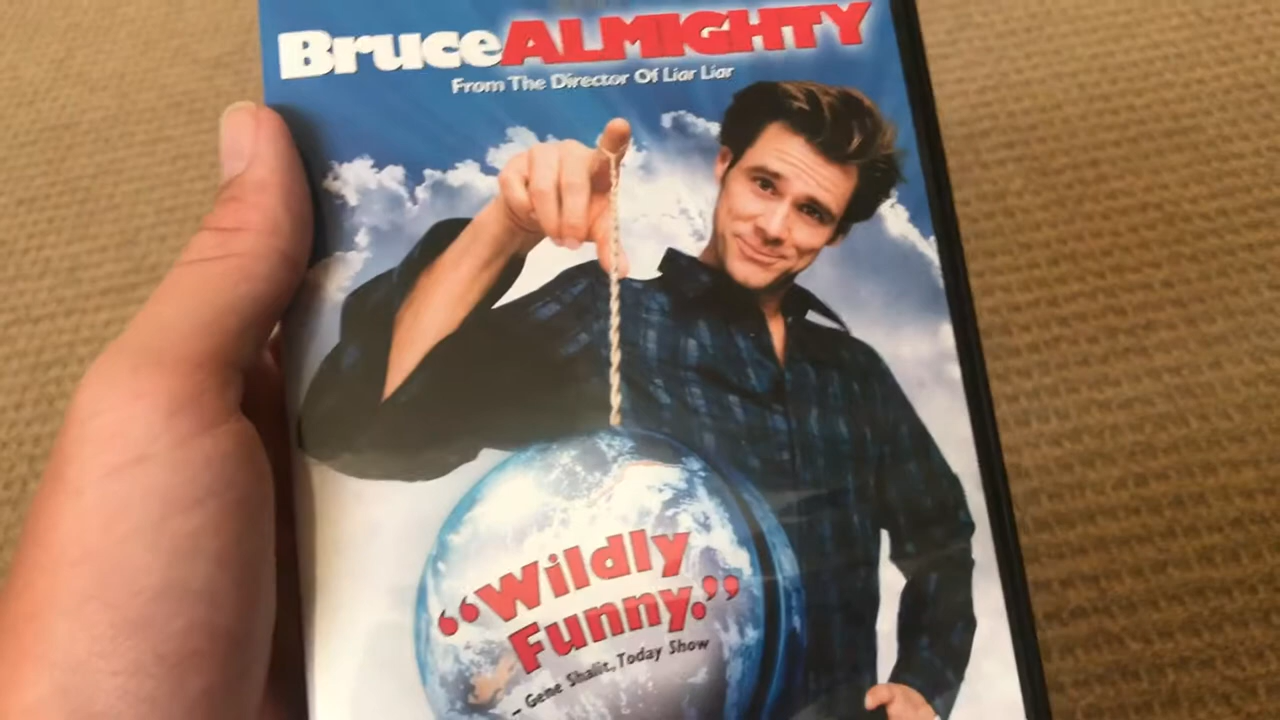 Bruce ALMIGHTY
From The Director Of Liar Liar
“Wildly
Funny.”
– Gene Shalit, Today Show